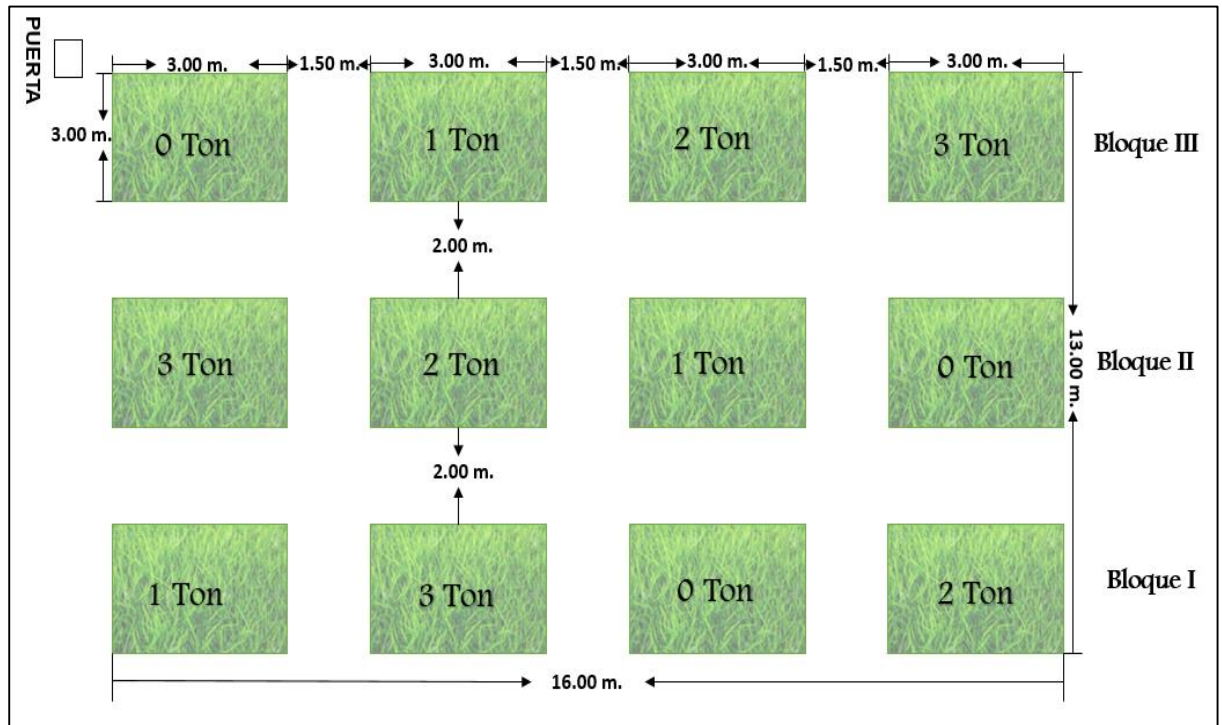 PUERTA
3.00 m. 1.50 m. 3.00 m. 1.50 m. 3.00 m. 1.50 m. 3.00 m.
3.00 m.
0 Ton 1 Ton 2 Ton 3 Ton Bloque III
2.00 m.
3 Ton 2 Ton 1 Ton 0 Ton Bloque II
13.00 m.
2.00 m.
1 Ton 3 Ton 0 Ton 2 Ton Bloque I
16.00 m.